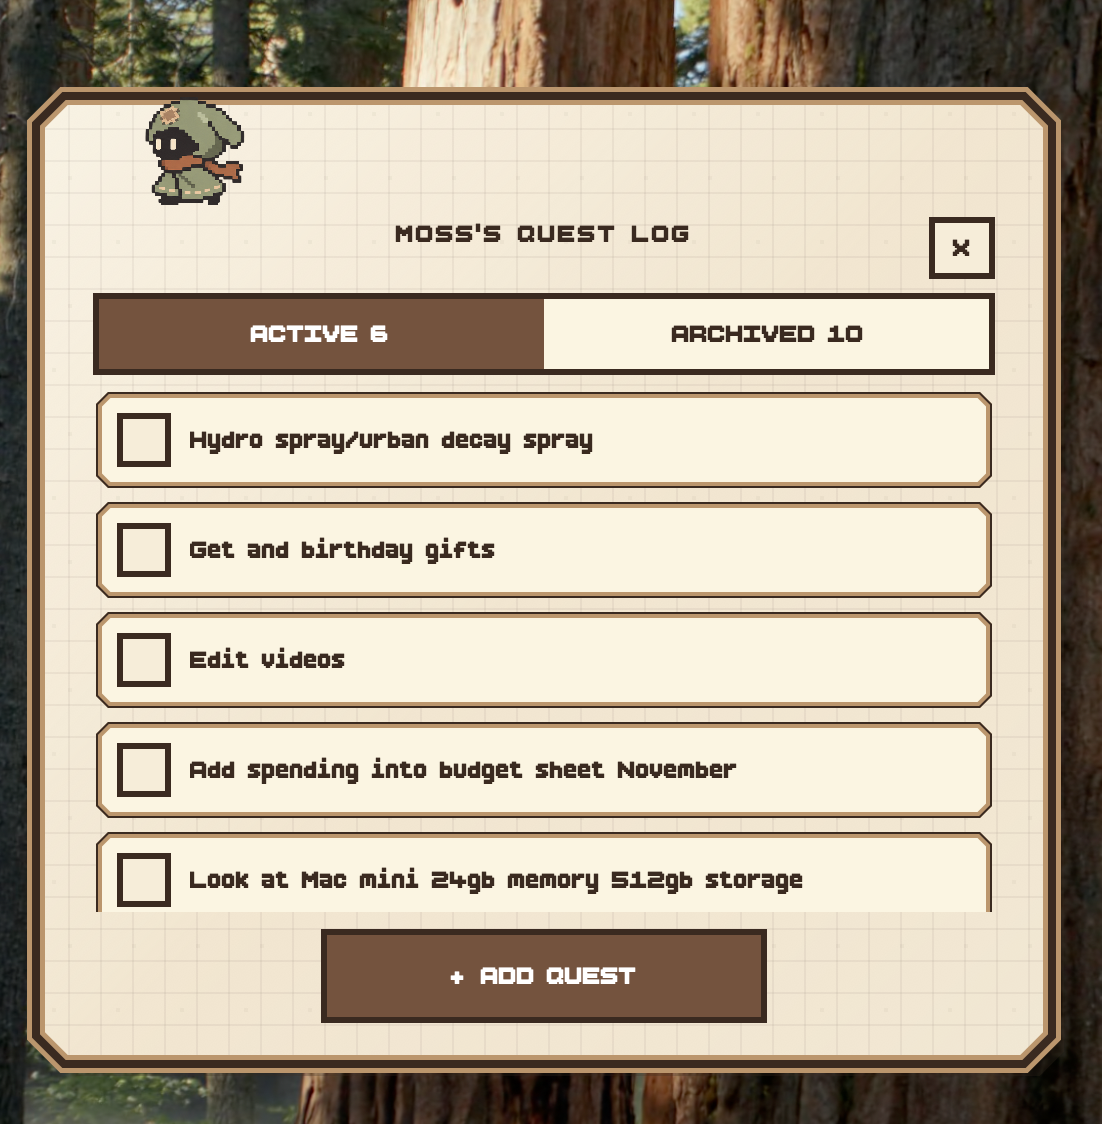 MOSS'S QUEST LOG
X
ACTIVE 6
ARCHIVED 10
Hydro spray/urban decay spray
Get and birthday gifts
Edit videos
Add spending into budget sheet November
Look at Mac mini 24gb memory 512gb storage
+ ADD QUEST